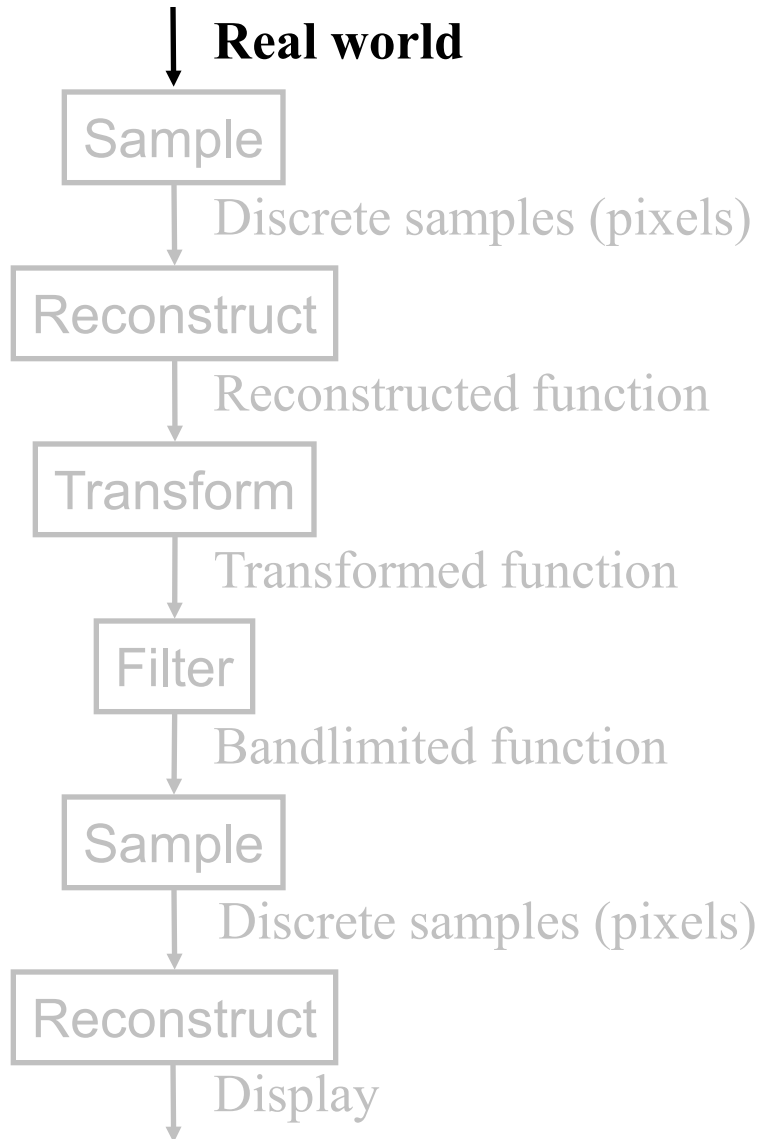 Real world
Sample
Discrete samples (pixels)
Reconstruct
Reconstructed function
Transform
Transformed function
Filter
Bandlimited function
Sample
Discrete samples (pixels)
Reconstruct
Display